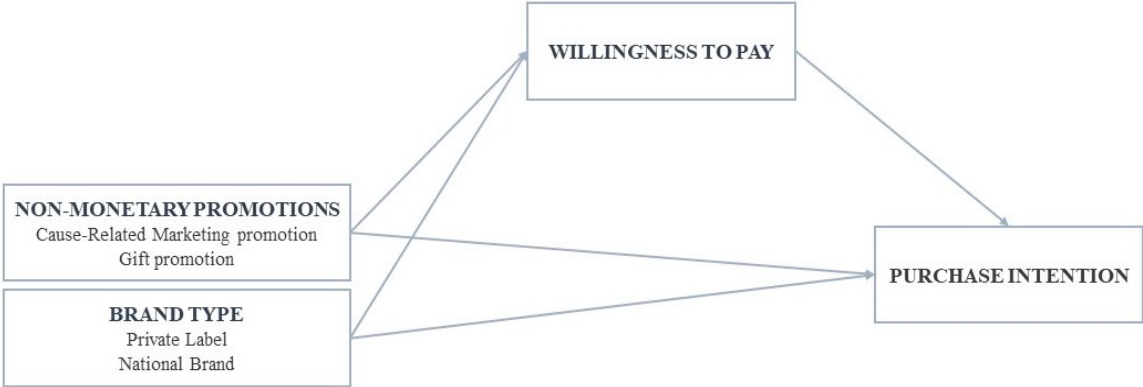 WILLINGNESS TO PAY
NON-MONETARY PROMOTIONS
Cause-Related Marketing promotion
Gift promotion
PURCHASE INTENTION
BRAND TYPE
Private Label
National Brand